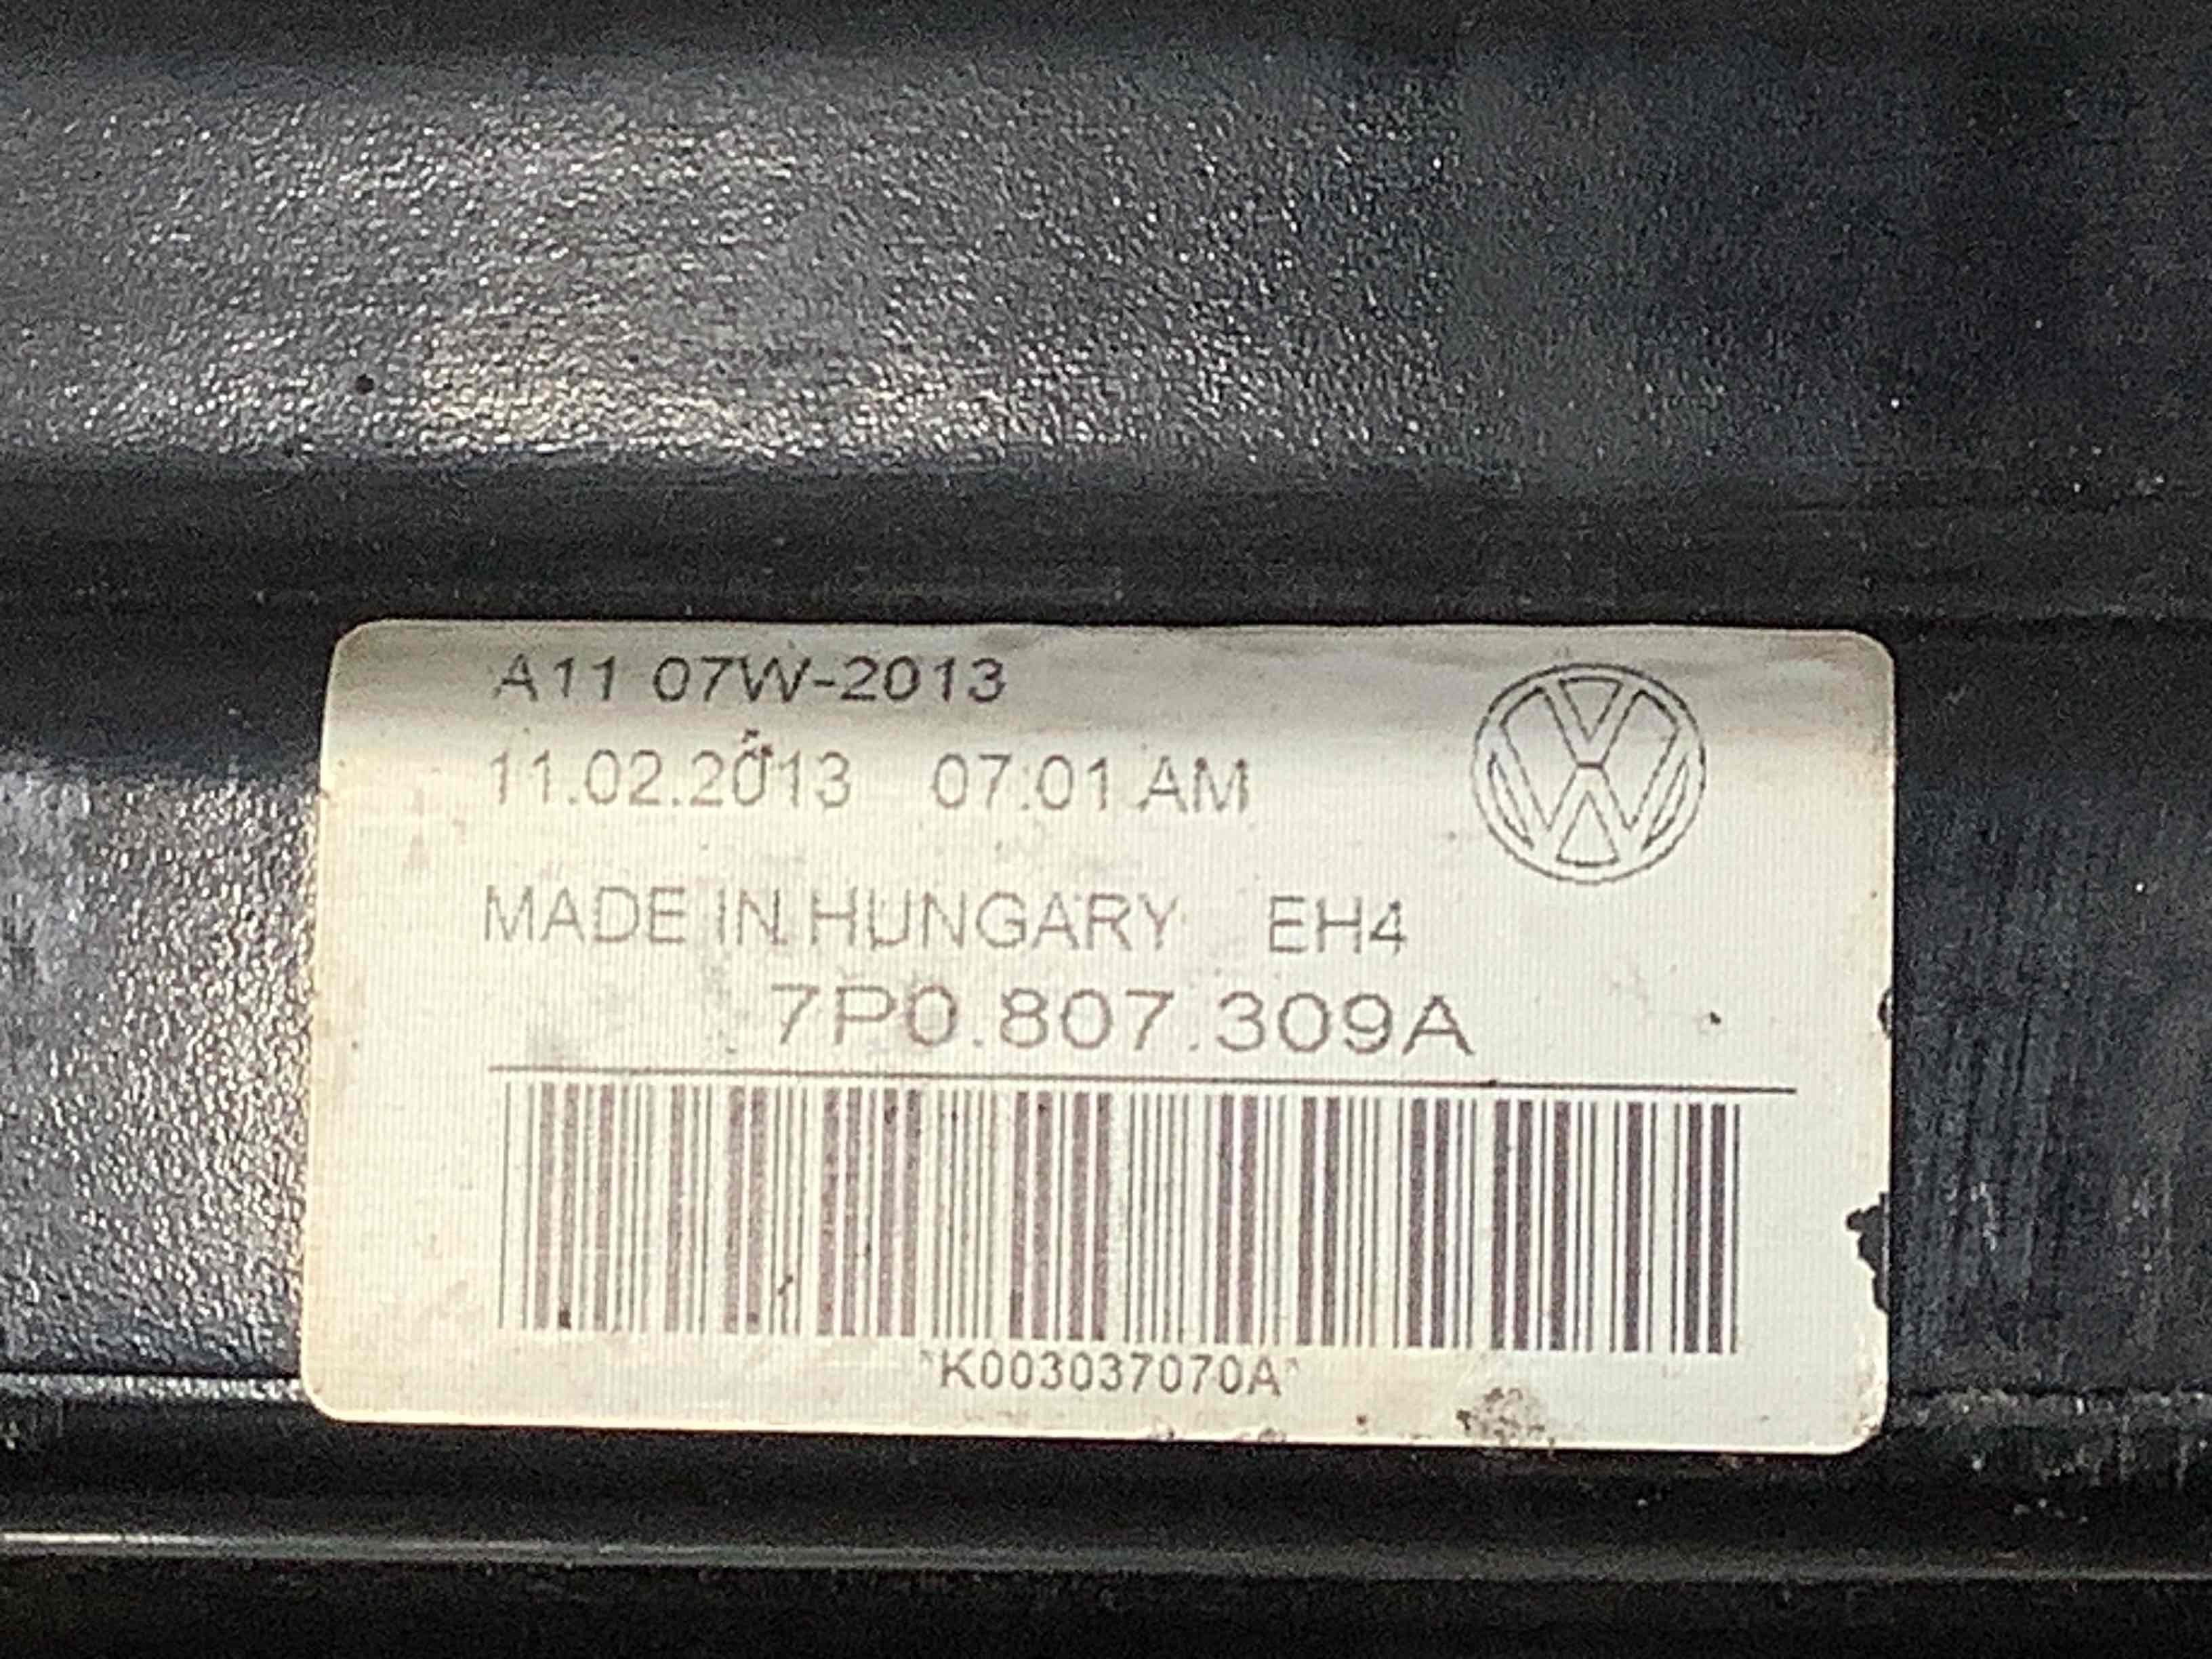 A11 07W-2013
11.02.2013 07:01 AM
MADE IN HUNGARY EH4
7P0.807.309A
*K003037070A*